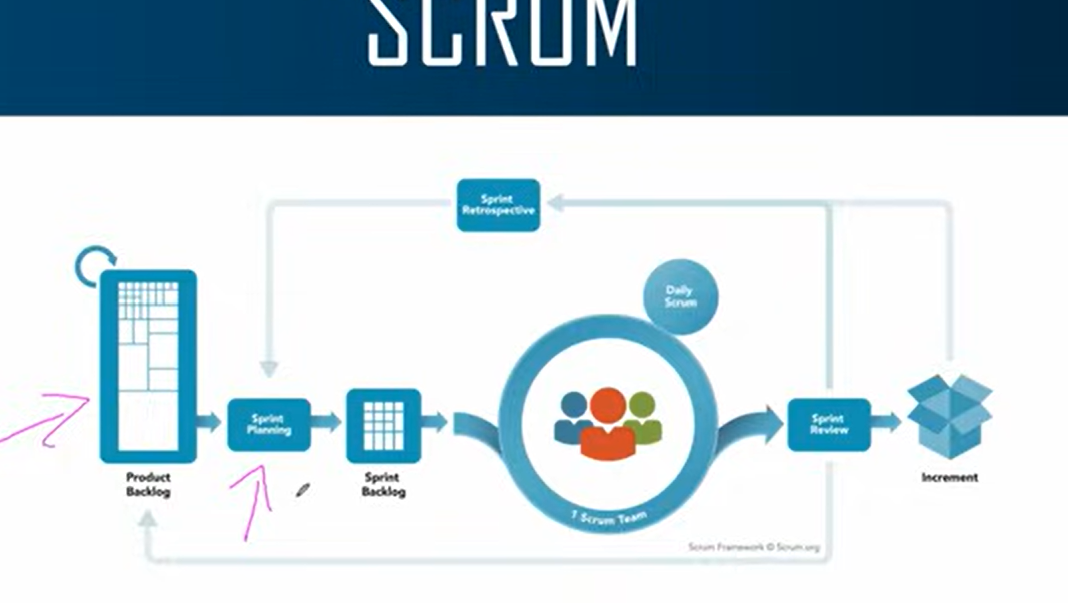 SCRUM
Sprint
Retrospective
Daily
Scrum
Sprint
Planning
Sprint
Review
Product
Backlog
Sprint
Backlog
1 Scrum Team
Increment
Scrum Framework © Scrum.org